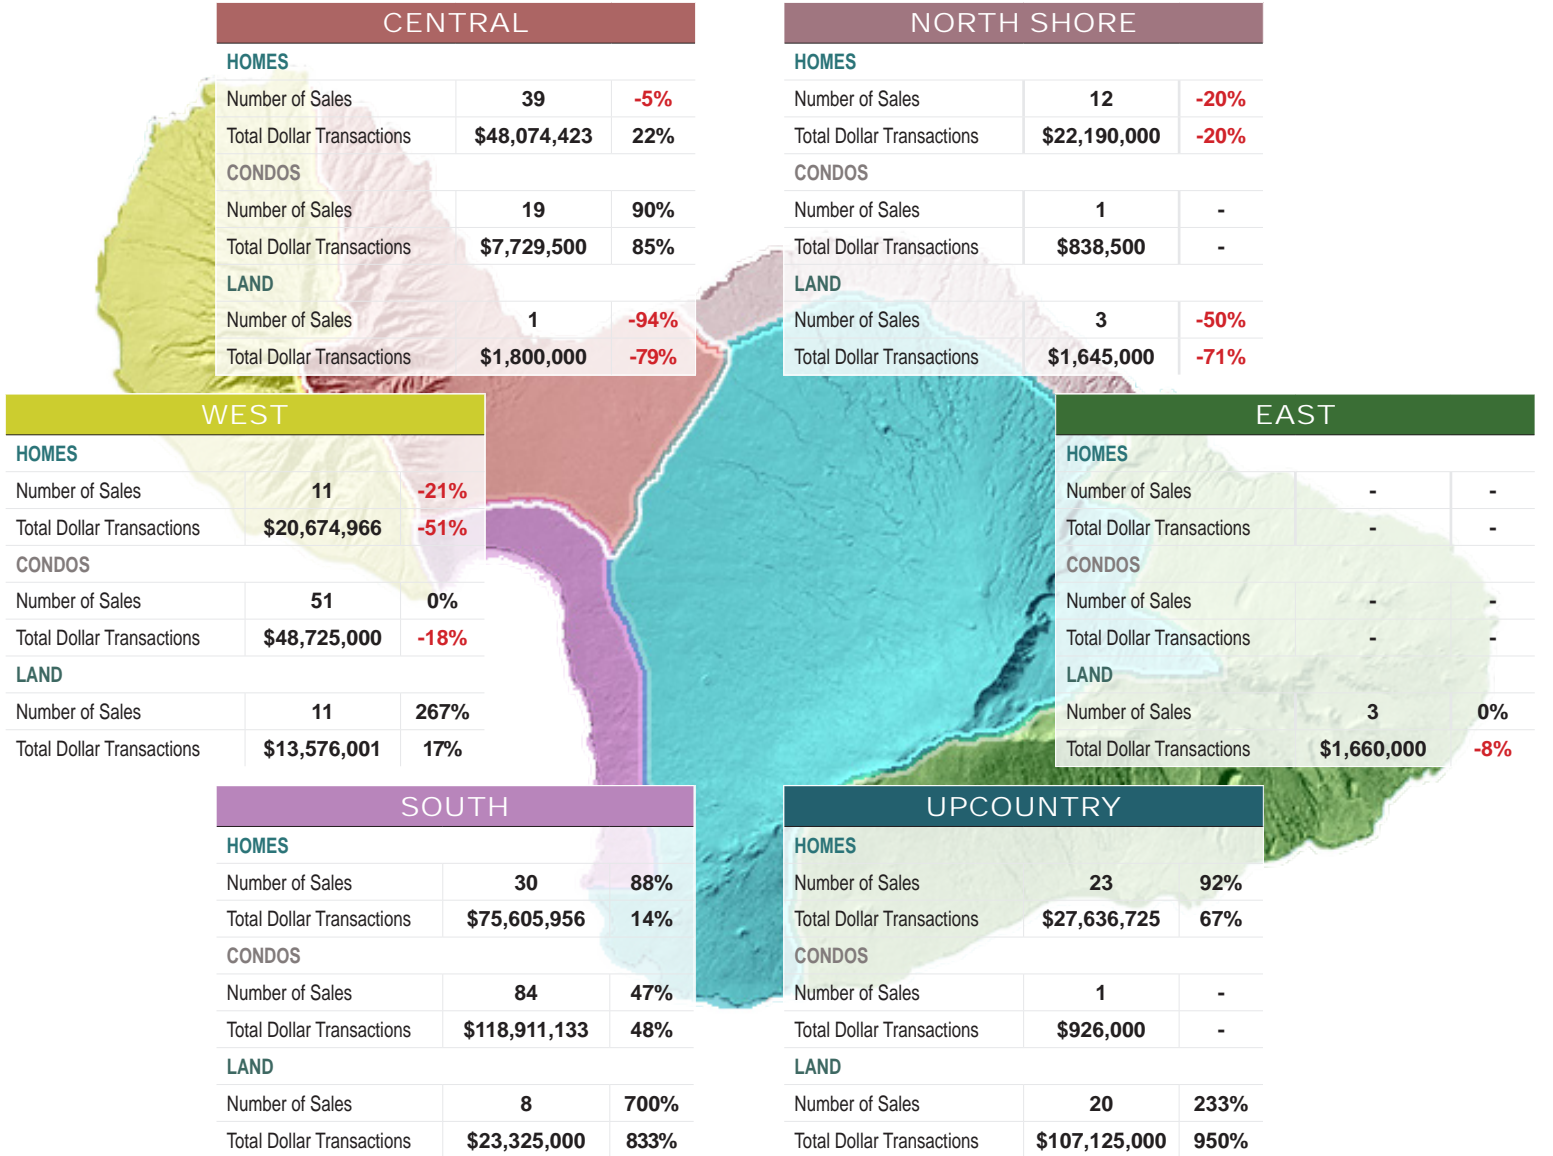 CENTRAL
HOMES
Number of Sales 39 -5%
Total Dollar Transactions $48,074,423 22%
CONDOS
Number of Sales 19 90%
Total Dollar Transactions $7,729,500 85%
LAND
Number of Sales 1 -94%
Total Dollar Transactions $1,800,000 -79%
NORTH SHORE
HOMES
Number of Sales 12 -20%
Total Dollar Transactions $22,190,000 -20%
CONDOS
Number of Sales 1 -
Total Dollar Transactions $838,500 -
LAND
Number of Sales 3 -50%
Total Dollar Transactions $1,645,000 -71%
WEST
HOMES
Number of Sales 11 -21%
Total Dollar Transactions $20,674,966 -51%
CONDOS
Number of Sales 51 0%
Total Dollar Transactions $48,725,000 -18%
LAND
Number of Sales 11 267%
Total Dollar Transactions $13,576,001 17%
EAST
HOMES
Number of Sales - -
Total Dollar Transactions - -
CONDOS
Number of Sales - -
Total Dollar Transactions - -
LAND
Number of Sales 3 0%
Total Dollar Transactions $1,660,000 -8%
SOUTH
HOMES
Number of Sales 30 88%
Total Dollar Transactions $75,605,956 14%
CONDOS
Number of Sales 84 47%
Total Dollar Transactions $118,911,133 48%
LAND
Number of Sales 8 700%
Total Dollar Transactions $23,325,000 833%
UPCOUNTRY
HOMES
Number of Sales 23 92%
Total Dollar Transactions $27,636,725 67%
CONDOS
Number of Sales 1 -
Total Dollar Transactions $926,000 -
LAND
Number of Sales 20 233%
Total Dollar Transactions $107,125,000 950%